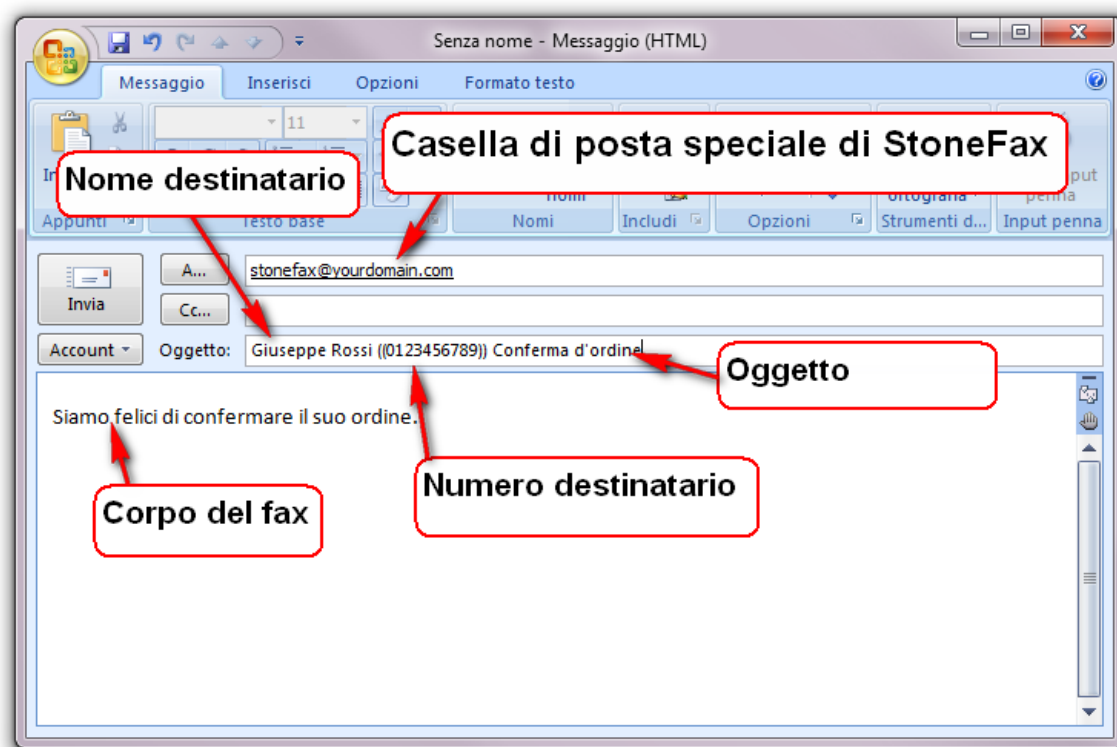 Senza nome - Messaggio (HTML)
Messaggio Inserisci Opzioni Formato testo
11
Casella di posta speciale di StoneFax
Nome destinatario
Appunti Testo base Nomi Includi Opzioni Strumenti d... Input penna
Invia
A... stonefax@yourdomain.com
Cc...
Account Oggetto: Giuseppe Rossi ((0123456789)) Conferma d'ordine
Oggetto
Siamo felici di confermare il suo ordine.
Numero destinatario
Corpo del fax